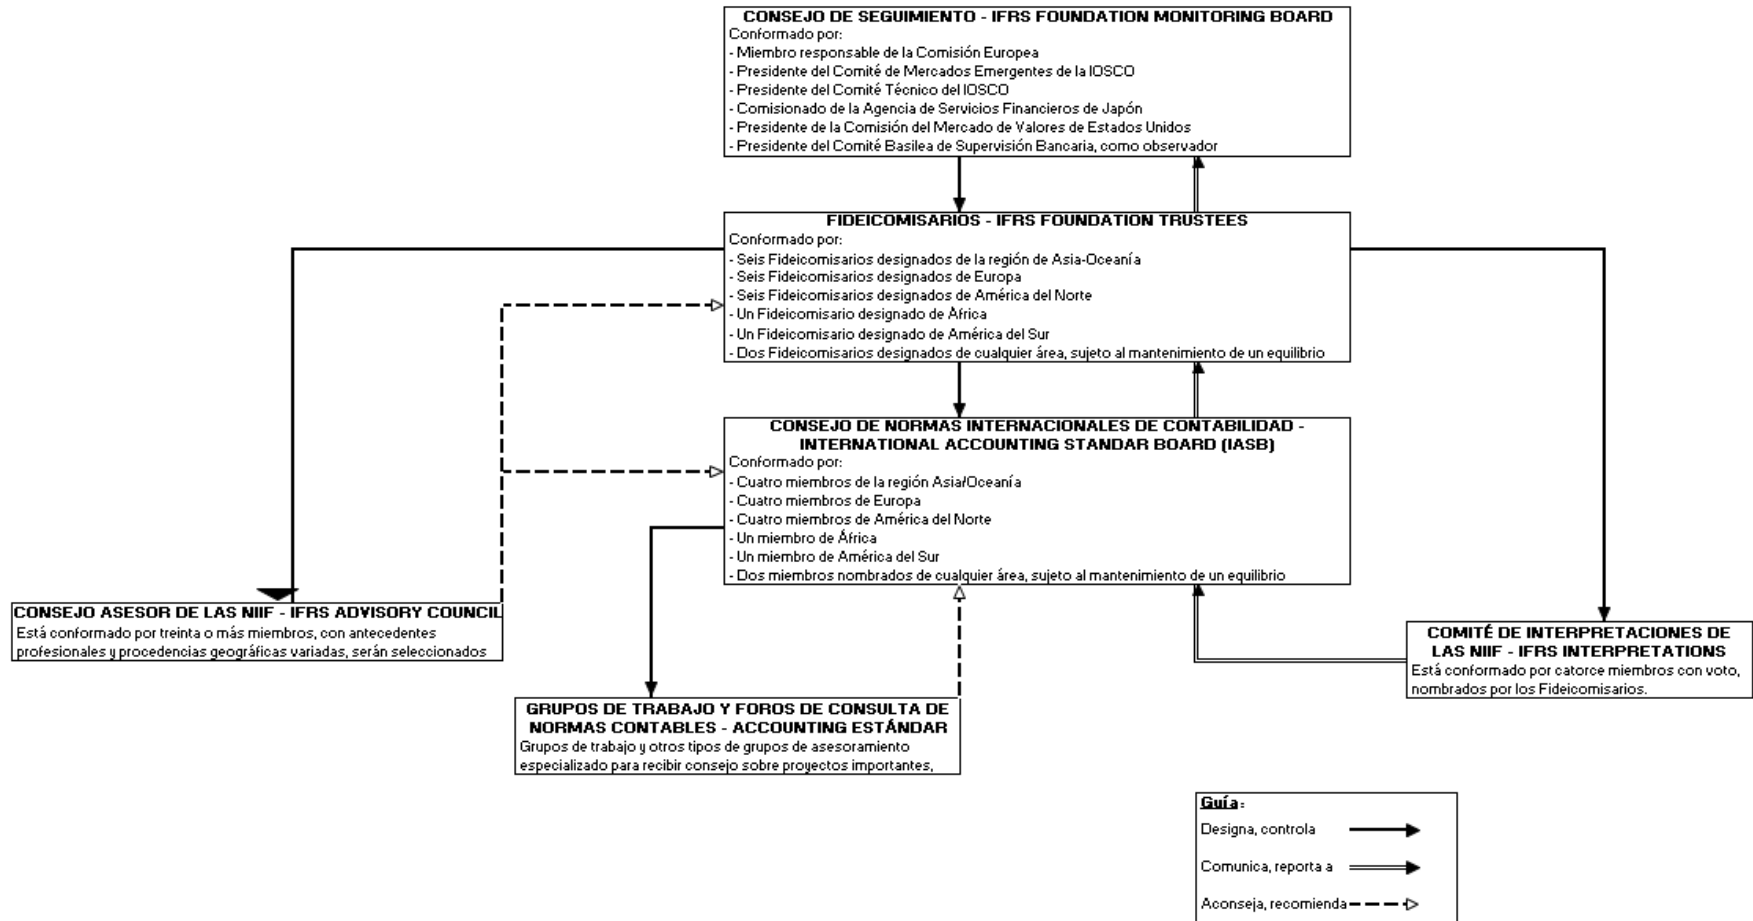 CONSEJO DE SEGUIMIENTO - IFRS FOUNDATION MONITORING BOARD
Conformado por:
- Miembro responsable de la Comisión Europea
- Presidente del Comité de Mercados Emergentes de la IOSCO
- Presidente del Comité Técnico del IOSCO
- Comisionado de la Agencia de Servicios Financieros de Japón
- Presidente de la Comisión del Mercado de Valores de Estados Unidos
- Presidente del Comité Basilea de Supervisión Bancaria, como observador
FIDEICOMISARIOS - IFRS FOUNDATION TRUSTEES
Conformado por:
- Seis Fideicomisarios designados de la región de Asia-Oceanía
- Seis Fideicomisarios designados de Europa
- Seis Fideicomisarios designados de América del Norte
- Un Fideicomisario designado de África
- Un Fideicomisario designado de América del Sur
- Dos Fideicomisarios designados de cualquier área, sujeto al mantenimiento de un equilibrio
CONSEJO DE NORMAS INTERNACIONALES DE CONTABILIDAD -
INTERNATIONAL ACCOUNTING STANDAR BOARD (IASB)
Conformado por:
- Cuatro miembros de la región Asia/Oceanía
- Cuatro miembros de Europa
- Cuatro miembros de América del Norte
- Un miembro de África
- Un miembro de América del Sur
- Dos miembros nombrados de cualquier área, sujeto al mantenimiento de un equilibrio
CONSEJO ASESOR DE LAS NIIF - IFRS ADVISORY COUNCIL
Está conformado por treinta o más miembros, con antecedentes
profesionales y procedencias geográficas variadas, serán seleccionados
COMITÉ DE INTERPRETACIONES DE
LAS NIIF - IFRS INTERPRETATIONS
Está conformado por catorce miembros con voto,
nombrados por los Fideicomisarios.
GRUPOS DE TRABAJO Y FOROS DE CONSULTA DE
NORMAS CONTABLES - ACCOUNTING ESTÁNDAR
Grupos de trabajo y otros tipos de grupos de asesoramiento
especializado para recibir consejo sobre proyectos importantes,
Guía:
Designa, controla
Comunica, reporta a
Aconseja, recomienda